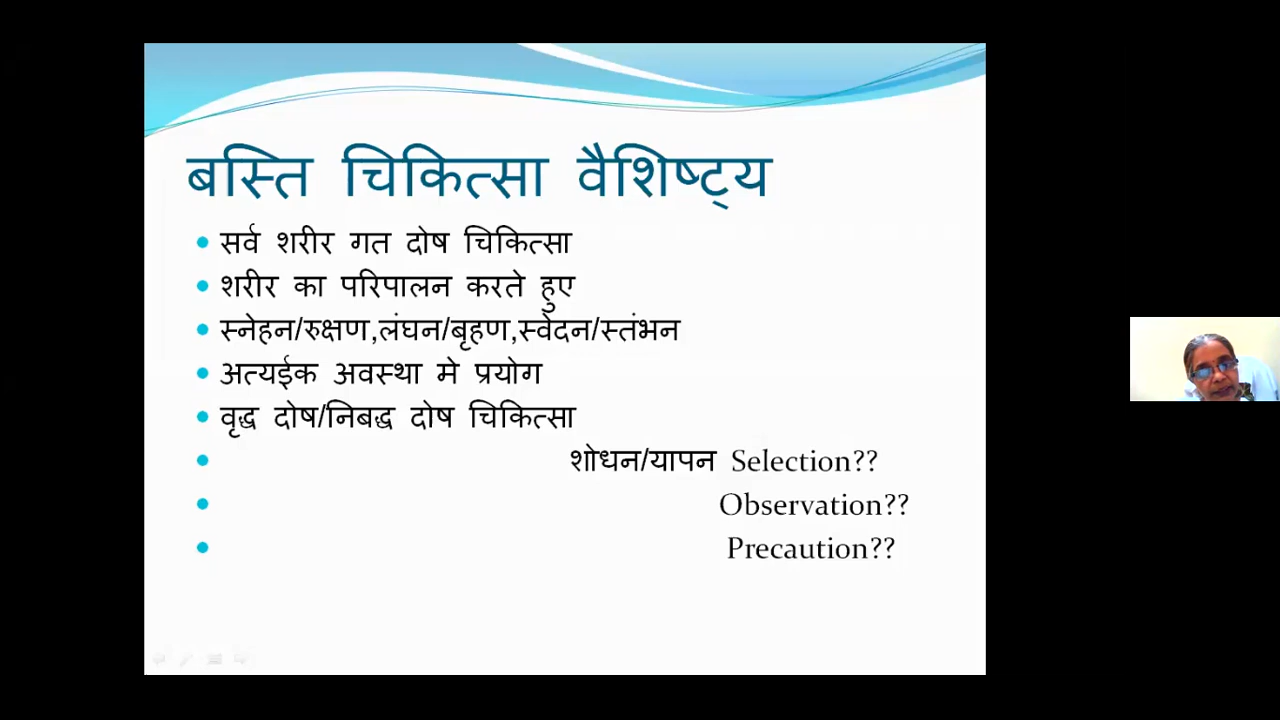 बस्ति चिकित्सा वैशिष्ट्य
सर्व शरीर गत दोष चिकित्सा
शरीर का परिपालन करते हुए
स्नेहन/रुक्षण,लंघन/बृहण,स्वेदन/स्तंभन
अत्यईक अवस्था मे प्रयोग
वृद्ध दोष/निबद्ध दोष चिकित्सा
शोधन/यापन Selection??
Observation??
Precaution??